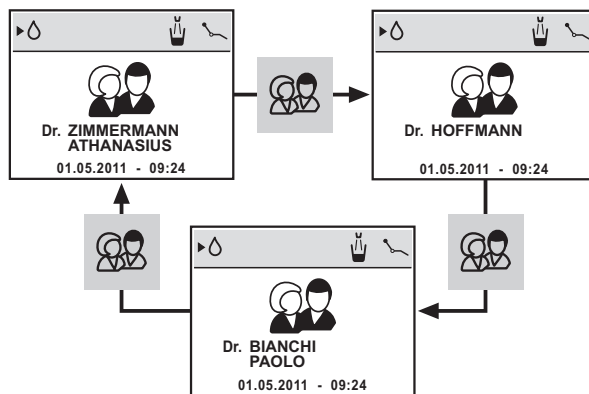 Dr. ZIMMERMANN
ATHANASIUS
01.05.2011 - 09:24
Dr. HOFFMANN
01.05.2011 - 09:24
Dr. BIANCHI
PAOLO
01.05.2011 - 09:24